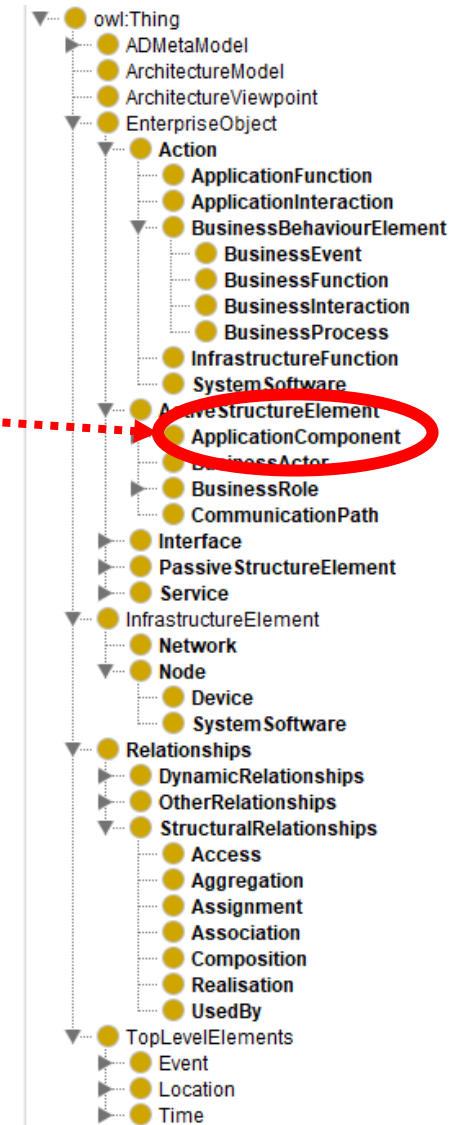 owl:Thing
ADMetaModel
ArchitectureModel
ArchitectureViewpoint
EnterpriseObject
Action
ApplicationFunction
ApplicationInteraction
BusinessBehaviourElement
BusinessEvent
BusinessFunction
BusinessInteraction
BusinessProcess
InfrastructureFunction
SystemSoftware
ActiveStructureElement
ApplicationComponent
BusinessActor
BusinessRole
CommunicationPath
Interface
PassiveStructureElement
Service
InfrastructureElement
Network
Node
Device
SystemSoftware
Relationships
DynamicRelationships
OtherRelationships
StructuralRelationships
Access
Aggregation
Assignment
Association
Composition
Realisation
UsedBy
TopLevelElements
Event
Location
Time